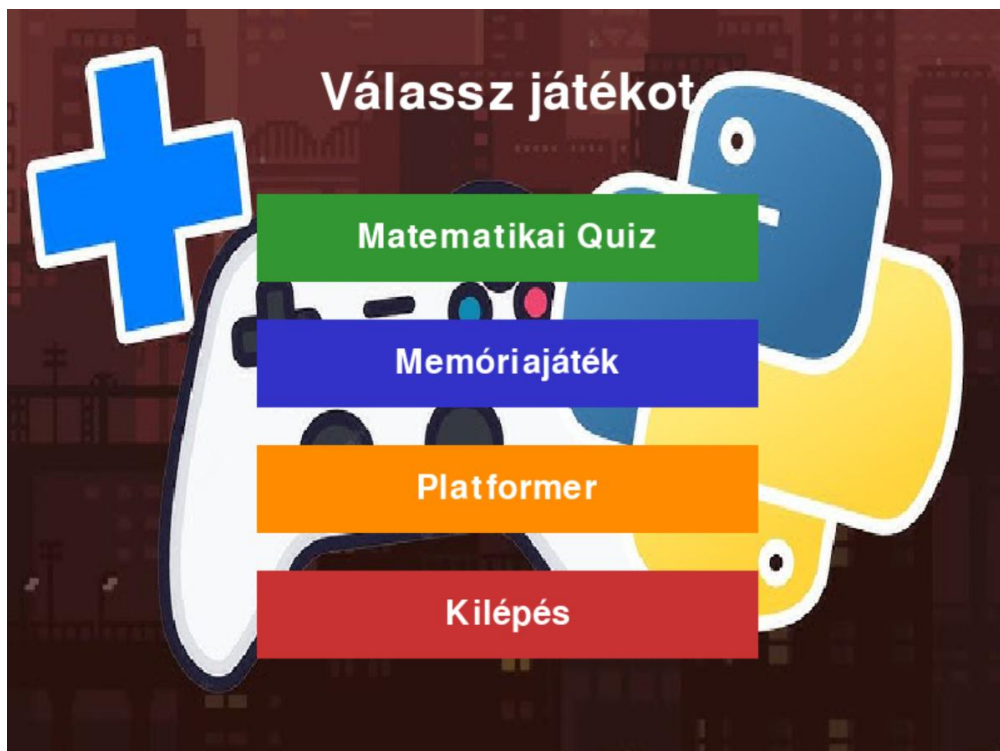 Válassz játékot
Matematikai Quiz
Memóriajáték
Platformer
Kilépés